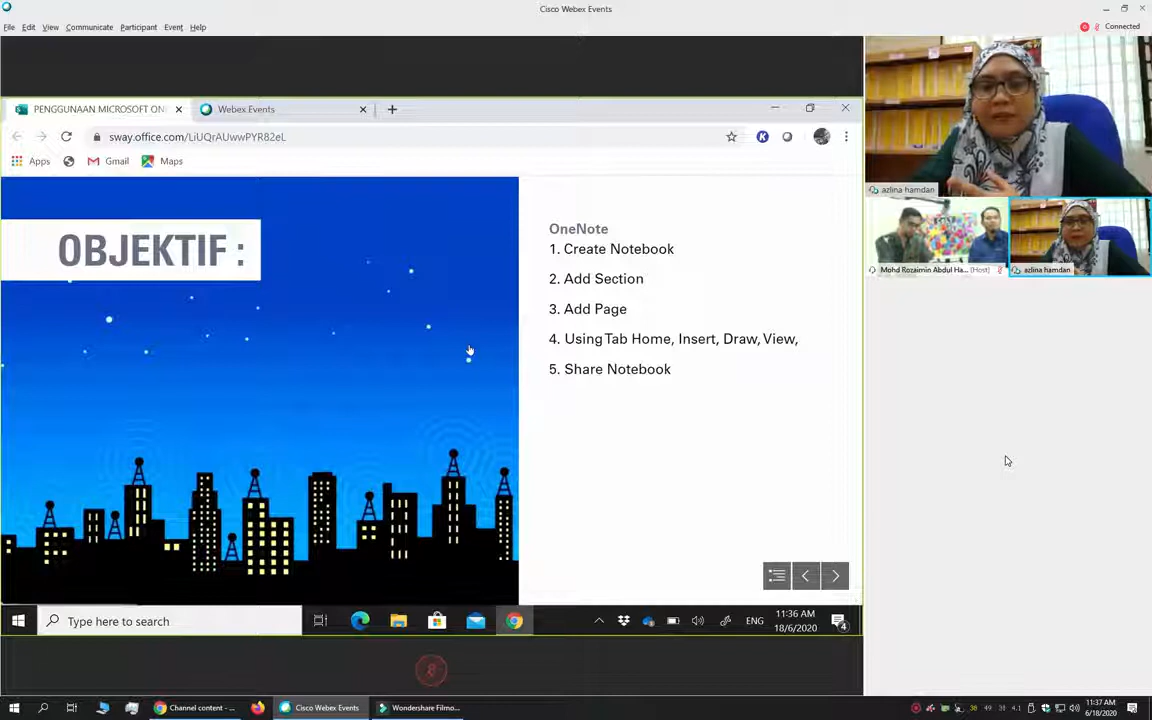 Cisco Webex Events
File Edit View Communicate Participant Event Help
Connected
PENGGUNAAN MICROSOFT ON
Webex Events
sway.office.com/LiUQrAUwwPYR82eL
Apps
Gmail
Maps
OBJEKTIF :
OneNote
1. Create Notebook
2. Add Section
3. Add Page
4. Using Tab Home, Insert, Draw, View,
5. Share Notebook
azlina hamdan
Mohd Rozaimin Abdul Ha... (Host)
azlina hamdan
Type here to search
ENG
11:36 AM
18/6/2020
4
Channel content - ...
Cisco Webex Events
Wondershare Filmo...
11:37 AM
6/18/2020